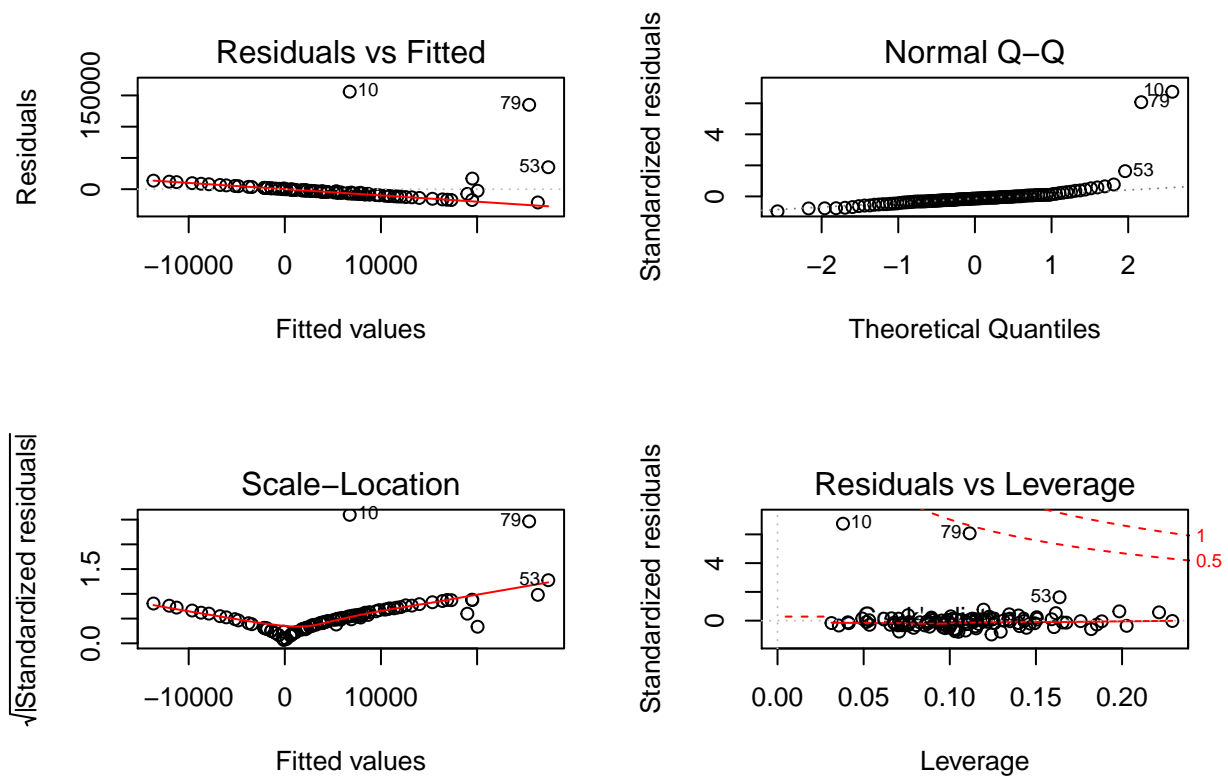 Residuals vs Fitted
Residuals
0
150000
10
79
53
−10000 0 10000
Fitted values
Normal Q−Q
Standardized residuals
0
4
10
79
53
−2 −1 0 1 2
Theoretical Quantiles
Scale−Location
√|Standardized residuals|
0.0
1.5
10
79
53
−10000 0 10000
Fitted values
Residuals vs Leverage
Standardized residuals
0
4
10
79
53
1
0.5
0.00 0.05 0.10 0.15 0.20
Leverage